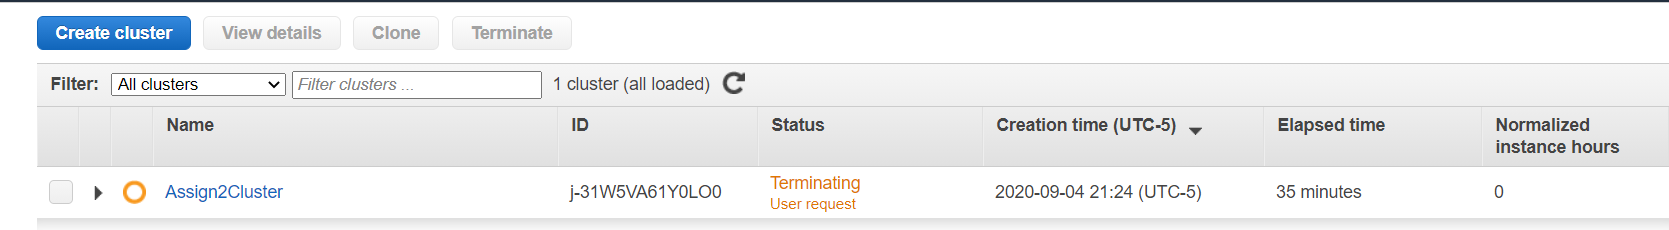 Create cluster View details Clone Terminate
Filter: All clusters Filter clusters ... 1 cluster (all loaded)
Name ID Status Creation time (UTC-5) Elapsed time Normalized
instance hours
Assign2Cluster j-31W5VA61Y0LO0 Terminating 2020-09-04 21:24 (UTC-5) 35 minutes 0
User request